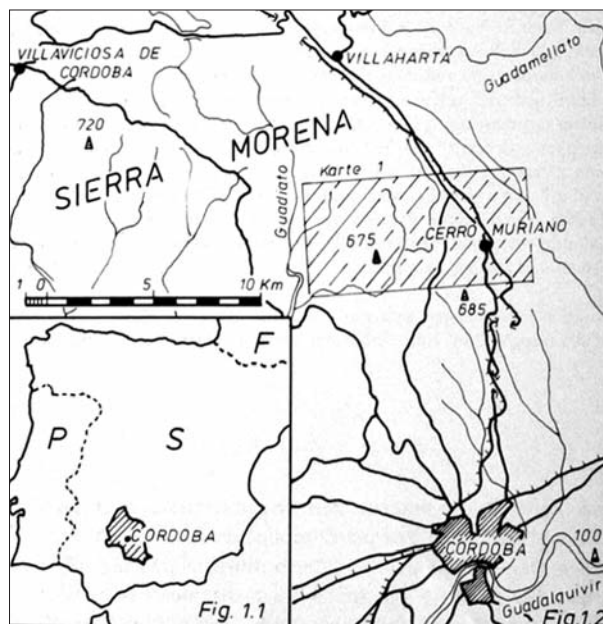 VILLAVICIOSA DE
CORDOBA
VILLAHARTA
Guadamellato
720
SIERRA MORENA
Guadiato
Karte 1
675
CERRO MURIANO
685
1 0 5 10 Km
F
P S
CORDOBA
Fig. 1.1
CORDOBA
100
Guadalquivir
Fig. 1.2